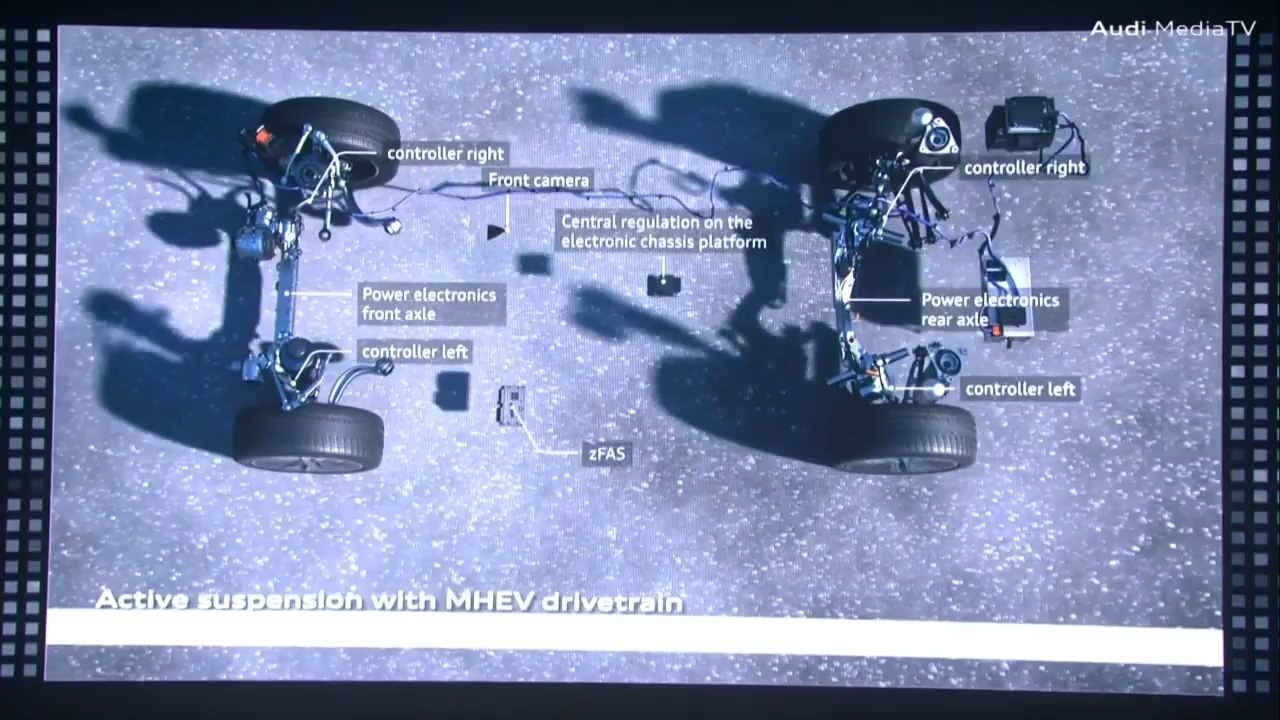 Audi MediaTV
controller right
Front camera
controller right
Central regulation on the
electronic chassis platform
Power electronics
front axle
Power electronics
rear axle
controller left
controller left
zFAS
Active suspension with MHEV drivetrain